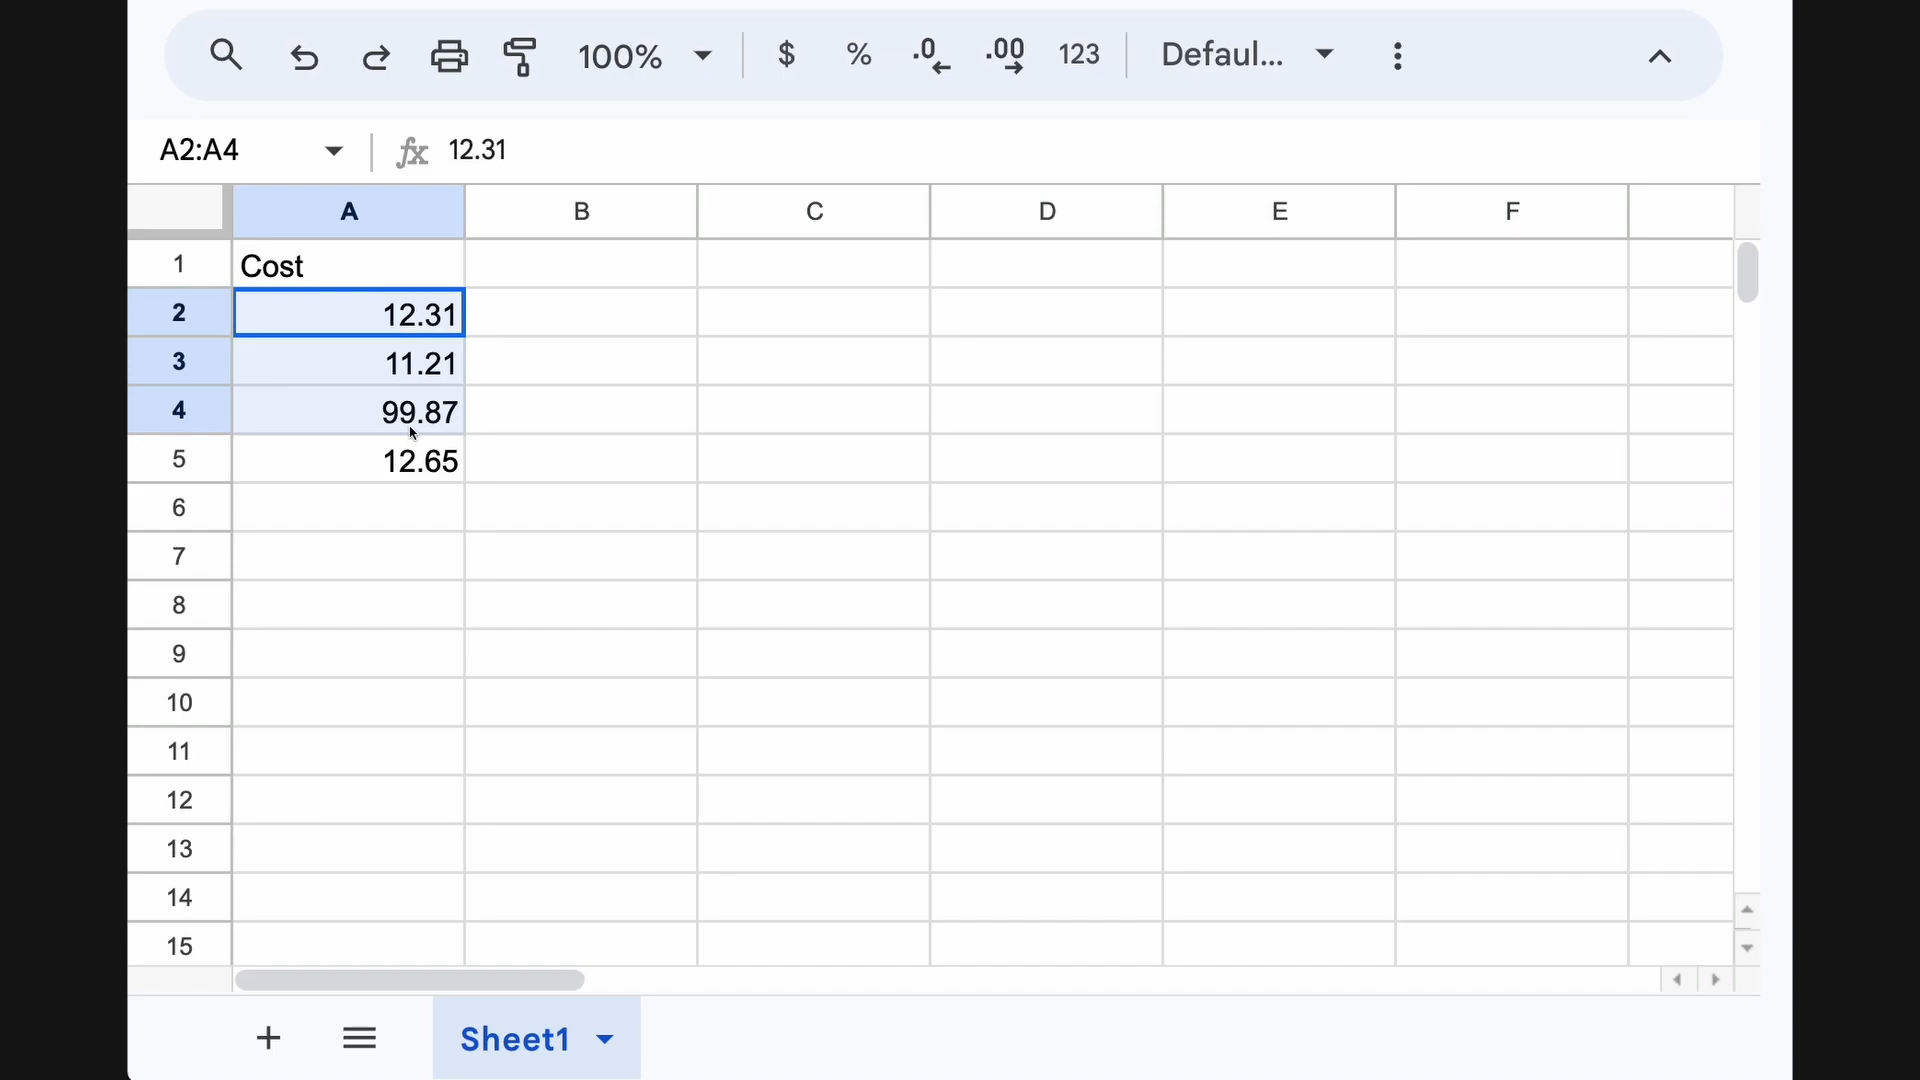 100% $ % .0 .00 123 Defaul...
A2:A4 fx 12.31
A B C D E F
1 Cost
2 12.31
3 11.21
4 99.87
5 12.65
6
7
8
9
10
11
12
13
14
15
Sheet1